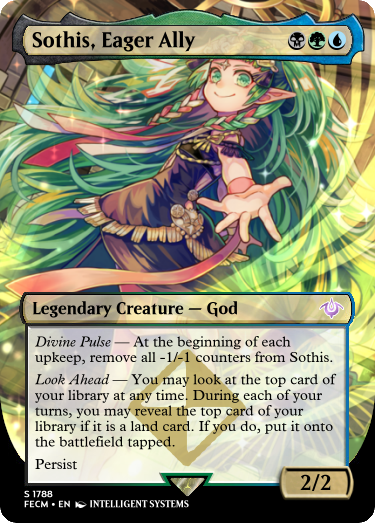 Sothis, Eager Ally
Legendary Creature — God
Divine Pulse — At the beginning of each
upkeep, remove all -1/-1 counters from Sothis.
Look Ahead — You may look at the top card of
your library at any time. During each of your
turns, you may reveal the top card of your
library if it is a land card. If you do, put it onto
the battlefield tapped.
Persist
2/2
S 1788
FECM • EN INTELLIGENT SYSTEMS